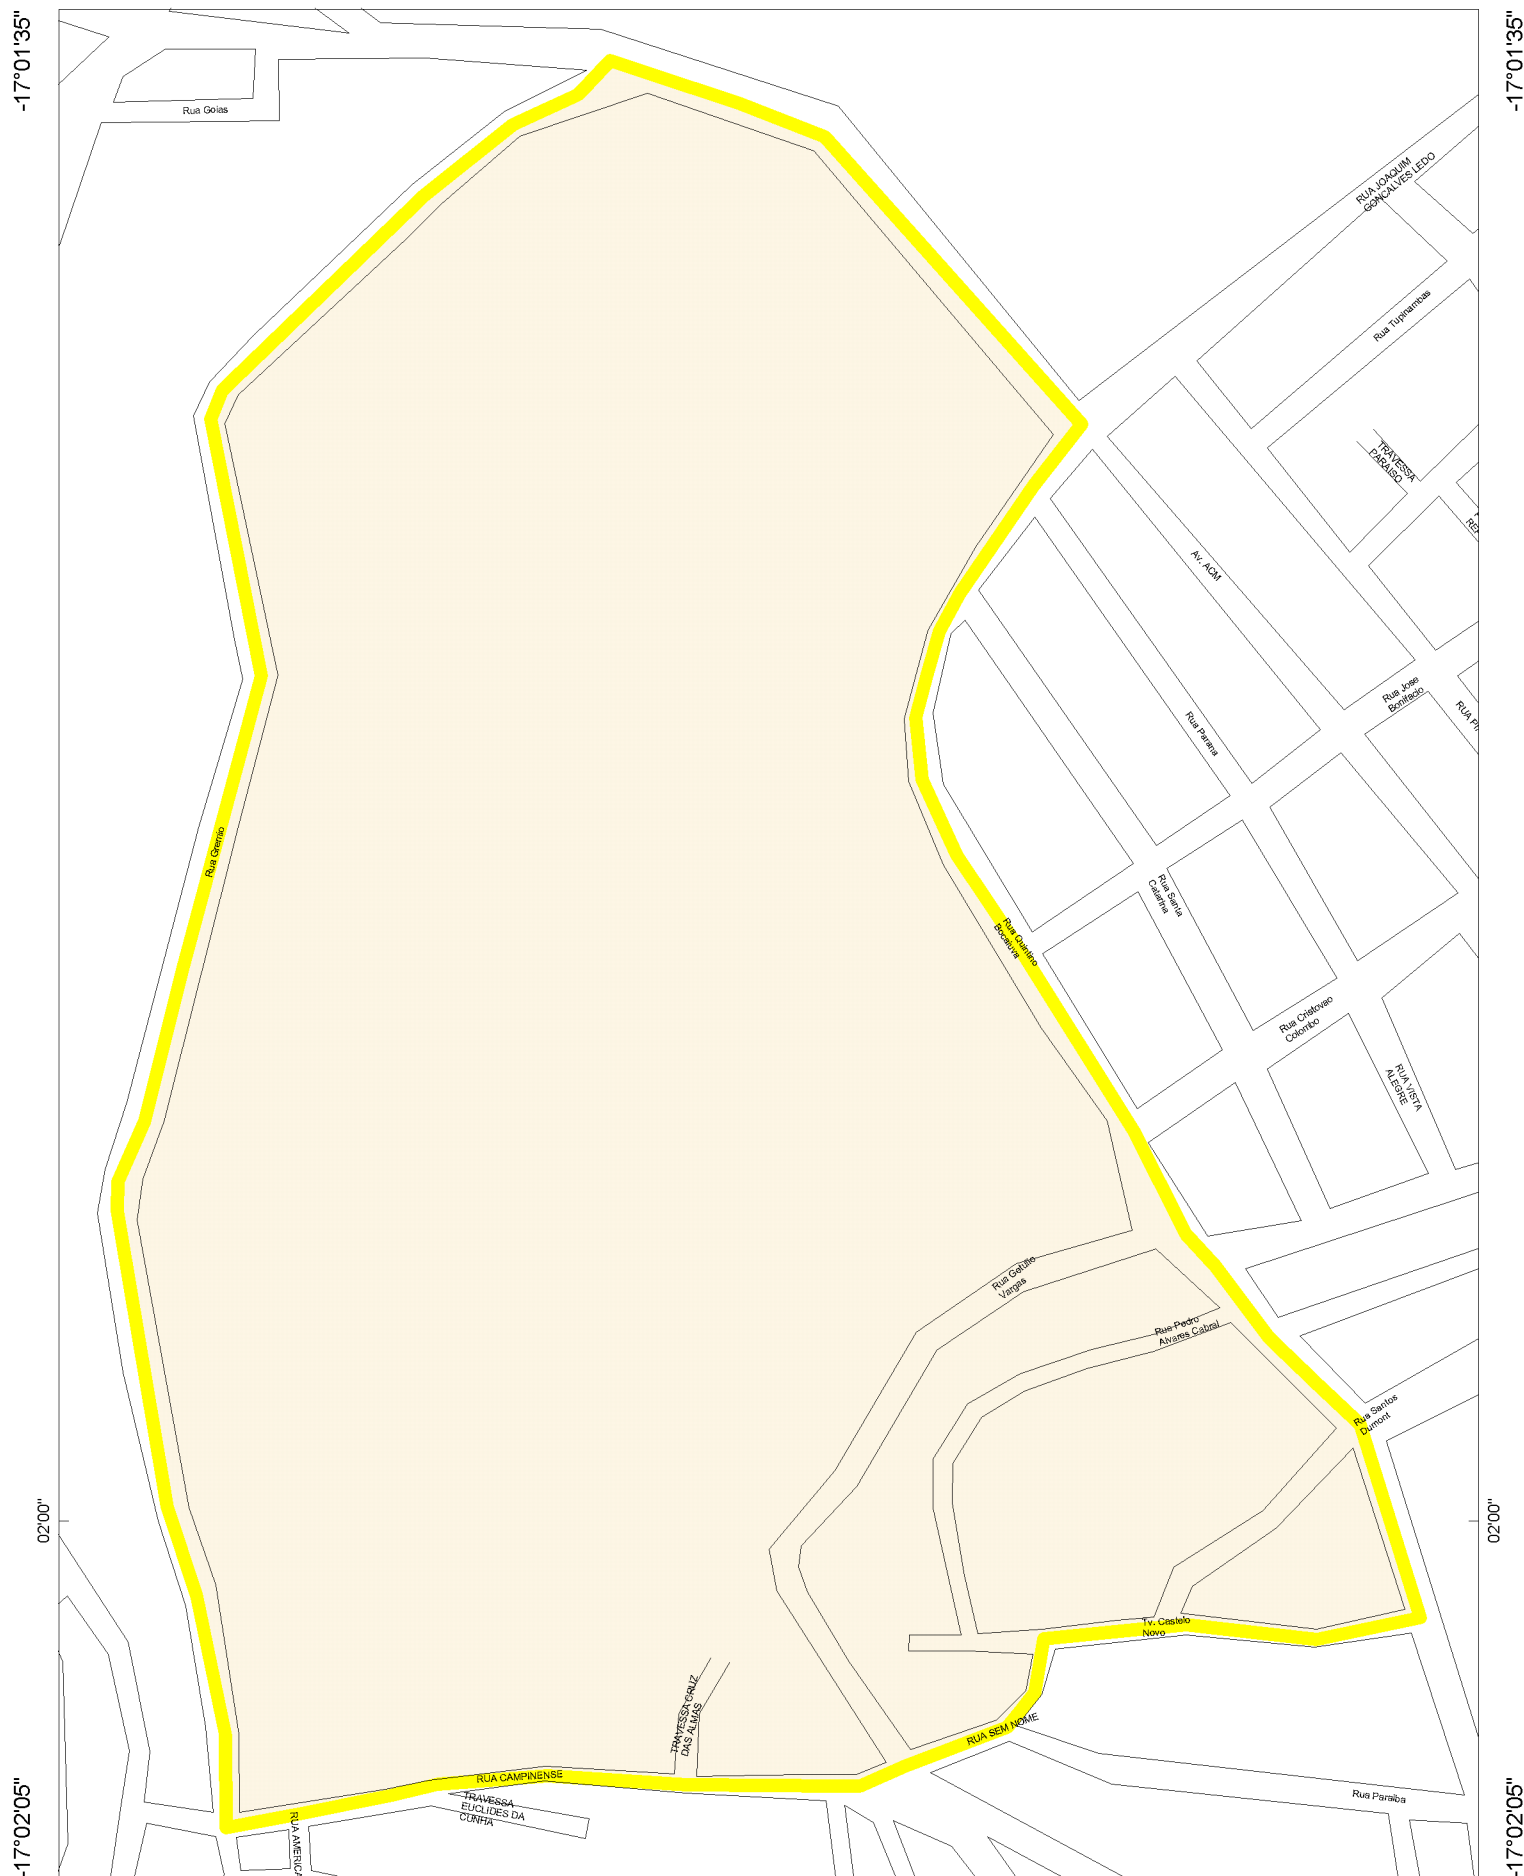 -17°01'35"
-17°01'35"
Rua Goias
RUA JOAQUIM
GONCALVES LEDO
Rua Tupinambas
TRAVESSA
PARAISO
Av. ACM
Rua Jose
Bonifacio
Rua Parana
Rua Gremio
Rua Santa
Catarina
Rua Quintino
Bocaiuva
Rua Cristovao
Colombo
RUA VISTA
ALEGRE
Rua Getulio
Vargas
Rua Pedro
Alvares Cabral
Rua Santos
Dumont
02'00"
02'00"
Tv. Castelo
Novo
TRAVESSA CRUZ
DAS ALMAS
RUA SEM NOME
RUA CAMPINENSE
TRAVESSA
EUCLIDES DA
CUNHA
Rua Paraiba
RUA AMERICA
-17°02'05"
-17°02'05"